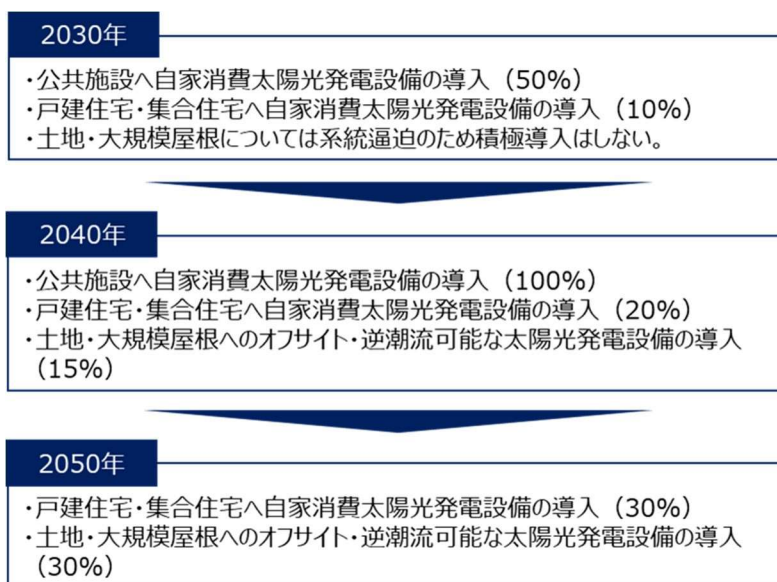 2030年
・公共施設へ自家消費太陽光発電設備の導入（50%）
・戸建住宅・集合住宅へ自家消費太陽光発電設備の導入（10%）
・土地・大規模屋根については系統逼迫のため積極導入はしない。
2040年
・公共施設へ自家消費太陽光発電設備の導入（100%）
・戸建住宅・集合住宅へ自家消費太陽光発電設備の導入（20%）
・土地・大規模屋根へのオフサイト・逆潮流可能な太陽光発電設備の導入
（15%）
2050年
・戸建住宅・集合住宅へ自家消費太陽光発電設備の導入（30%）
・土地・大規模屋根へのオフサイト・逆潮流可能な太陽光発電設備の導入
（30%）